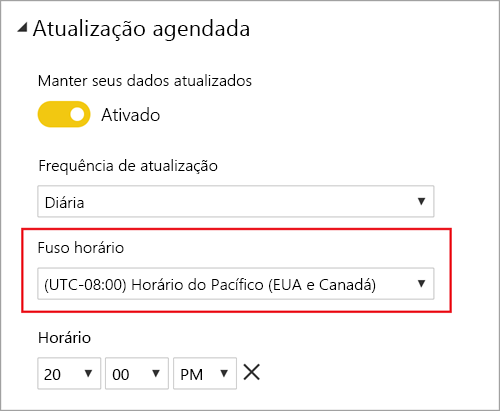 Atualização agendada
Manter seus dados atualizados
Ativado
Frequência de atualização
Diária
Fuso horário
(UTC-08:00) Horário do Pacífico (EUA e Canadá)
Horário
20 00 PM